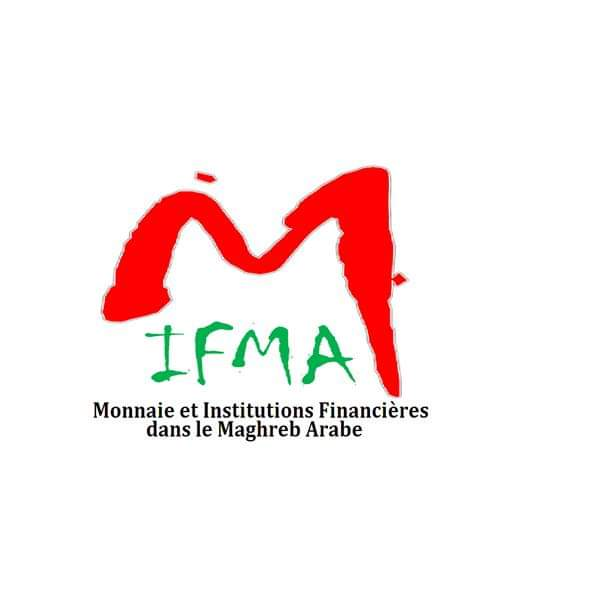 M
IFMA
Monnaie et Institutions Financières
dans le Maghreb Arabe